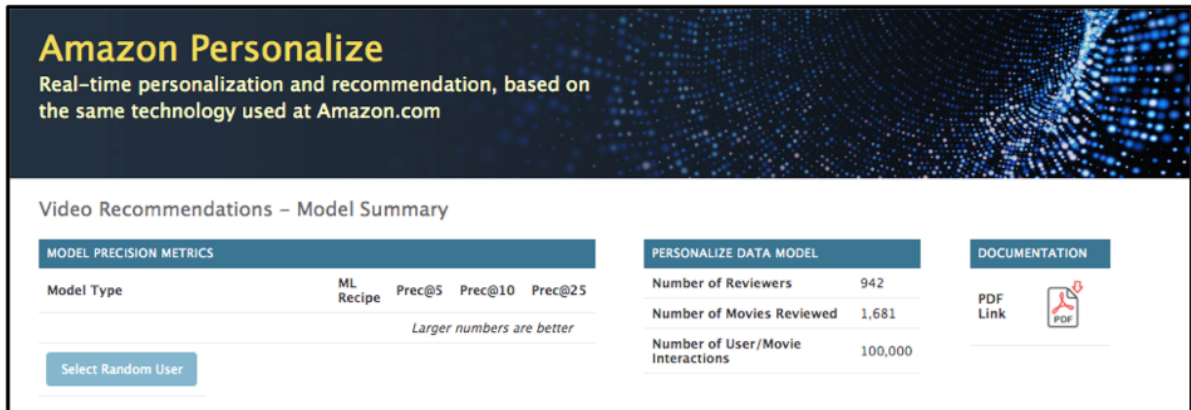 Amazon Personalize
Real-time personalization and recommendation, based on
the same technology used at Amazon.com
Video Recommendations – Model Summary
MODEL PRECISION METRICS
Model Type ML Recipe Prec@5 Prec@10 Prec@25
Larger numbers are better
Select Random User
PERSONALIZE DATA MODEL
Number of Reviewers 942
Number of Movies Reviewed 1,681
Number of User/Movie
Interactions 100,000
DOCUMENTATION
PDF
Link
PDF